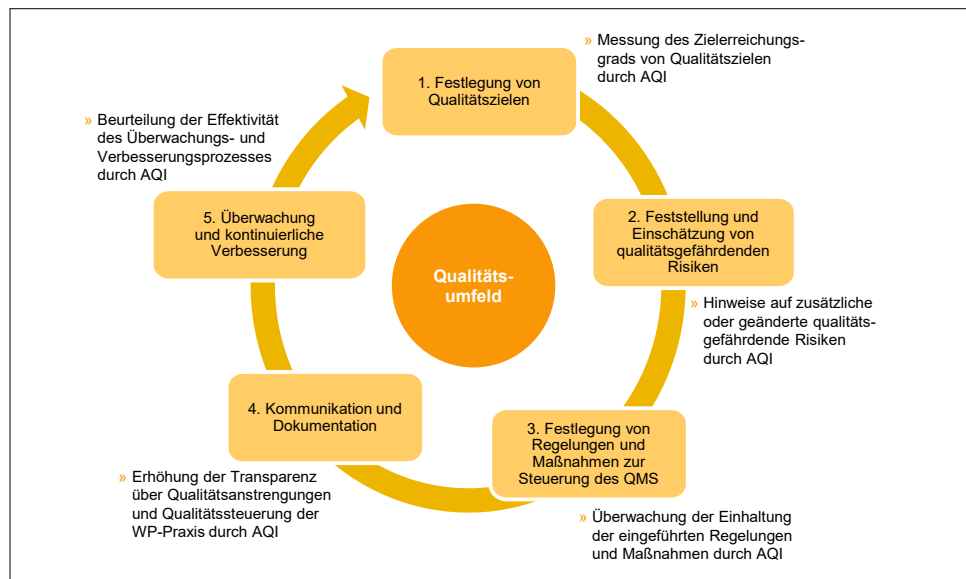 » Messung des Zielerreichungs-
grads von Qualitätszielen
durch AQI
1. Festlegung von
Qualitätszielen
» Beurteilung der Effektivität
des Überwachungs- und
Verbesserungsprozesses
durch AQI
5. Überwachung
und kontinuierliche
Verbesserung
2. Feststellung und
Einschätzung von
qualitätsgefährdenden
Risiken
Qualitäts-
umfeld
» Hinweise auf zusätzliche
oder geänderte qualitäts-
gefährdende Risiken
durch AQI
4. Kommunikation und
Dokumentation
3. Festlegung von
Regelungen und
Maßnahmen zur
Steuerung des QMS
» Erhöhung der Transparenz
über Qualitätsanstrengungen
und Qualitätssteuerung der
WP-Praxis durch AQI
» Überwachung der Einhaltung
der eingeführten Regelungen
und Maßnahmen durch AQI